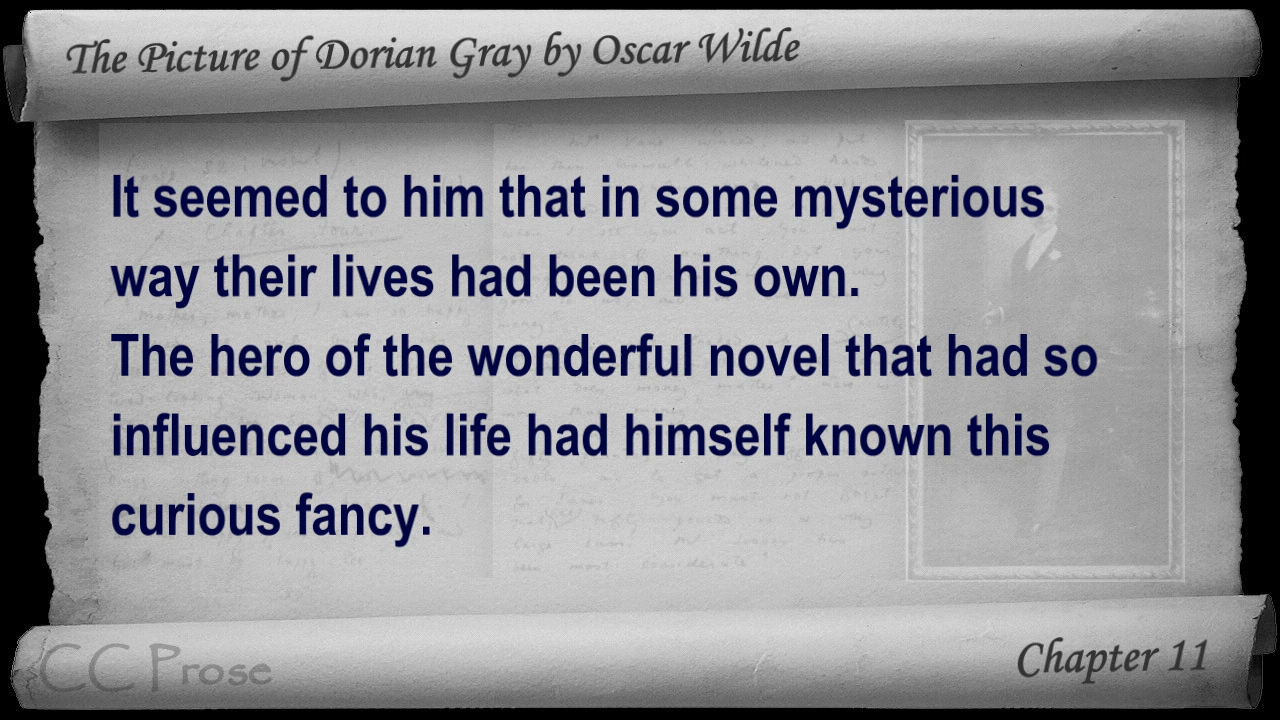 The Picture of Dorian Gray by Oscar Wilde
It seemed to him that in some mysterious
way their lives had been his own.
The hero of the wonderful novel that had so
influenced his life had himself known this
curious fancy.
CC Prose
Chapter 11